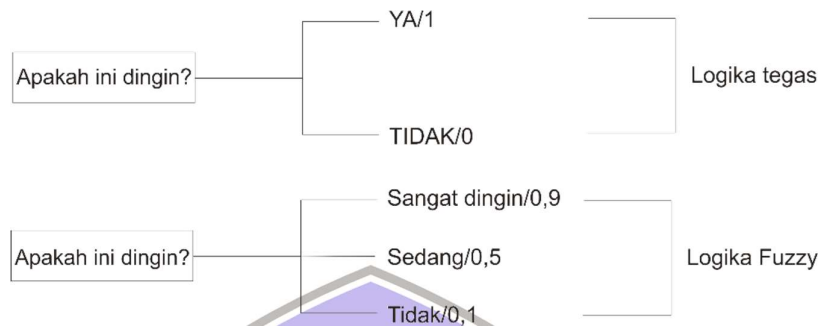 YA/1
Apakah ini dingin?
Logika tegas
TIDAK/0
Sangat dingin/0,9
Apakah ini dingin?
Sedang/0,5
Logika Fuzzy
Tidak/0,1